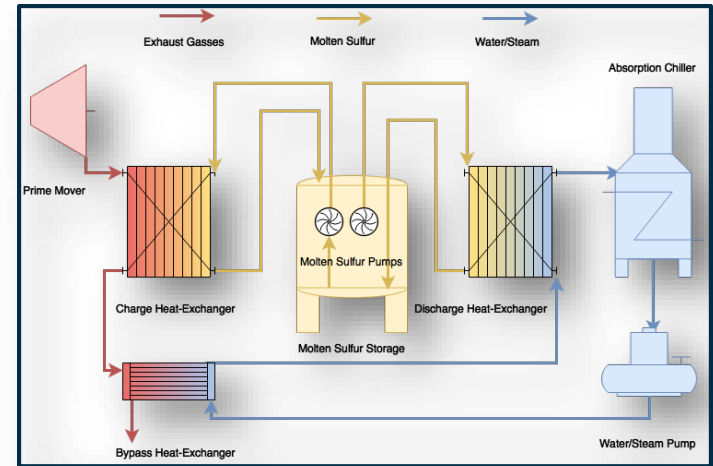 Exhaust Gasses
Molten Sulfur
Water/Steam
Absorption Chiller
Prime Mover
Molten Sulfur Pumps
Charge Heat-Exchanger
Discharge Heat-Exchanger
Molten Sulfur Storage
Bypass Heat-Exchanger
Water/Steam Pump